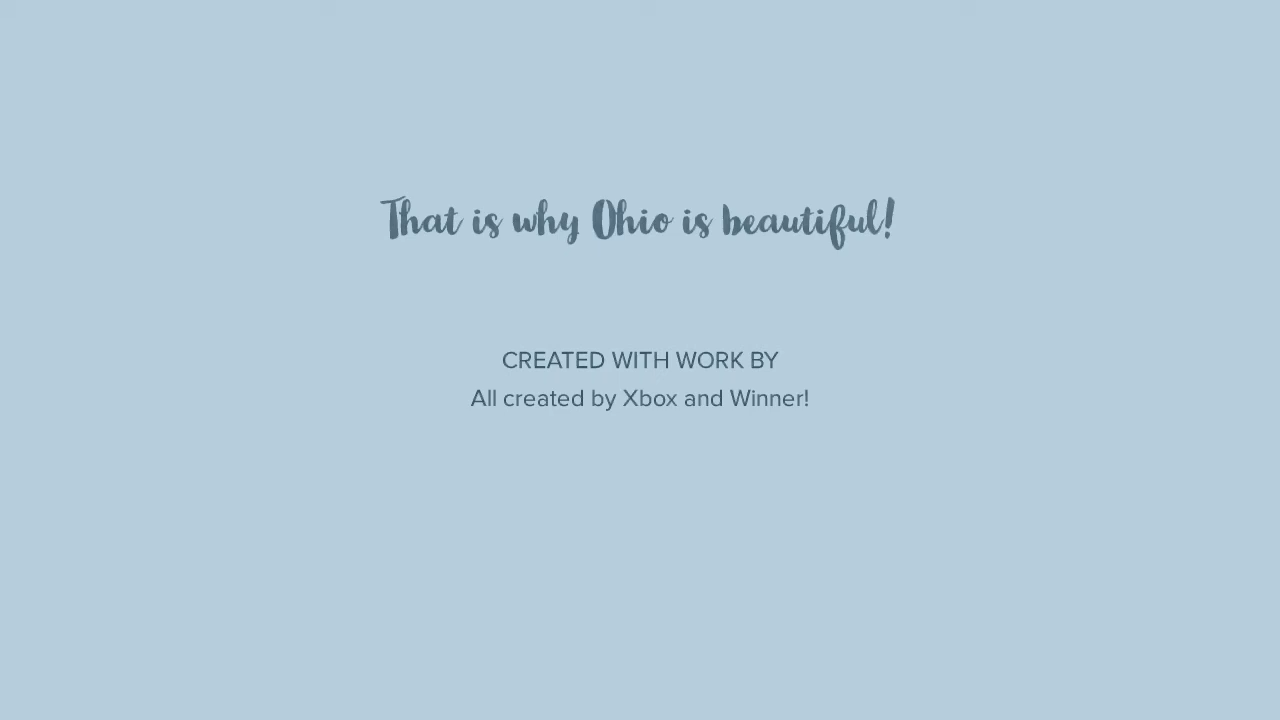 That is why Ohio is beautiful!
CREATED WITH WORK BY
All created by Xbox and Winner!